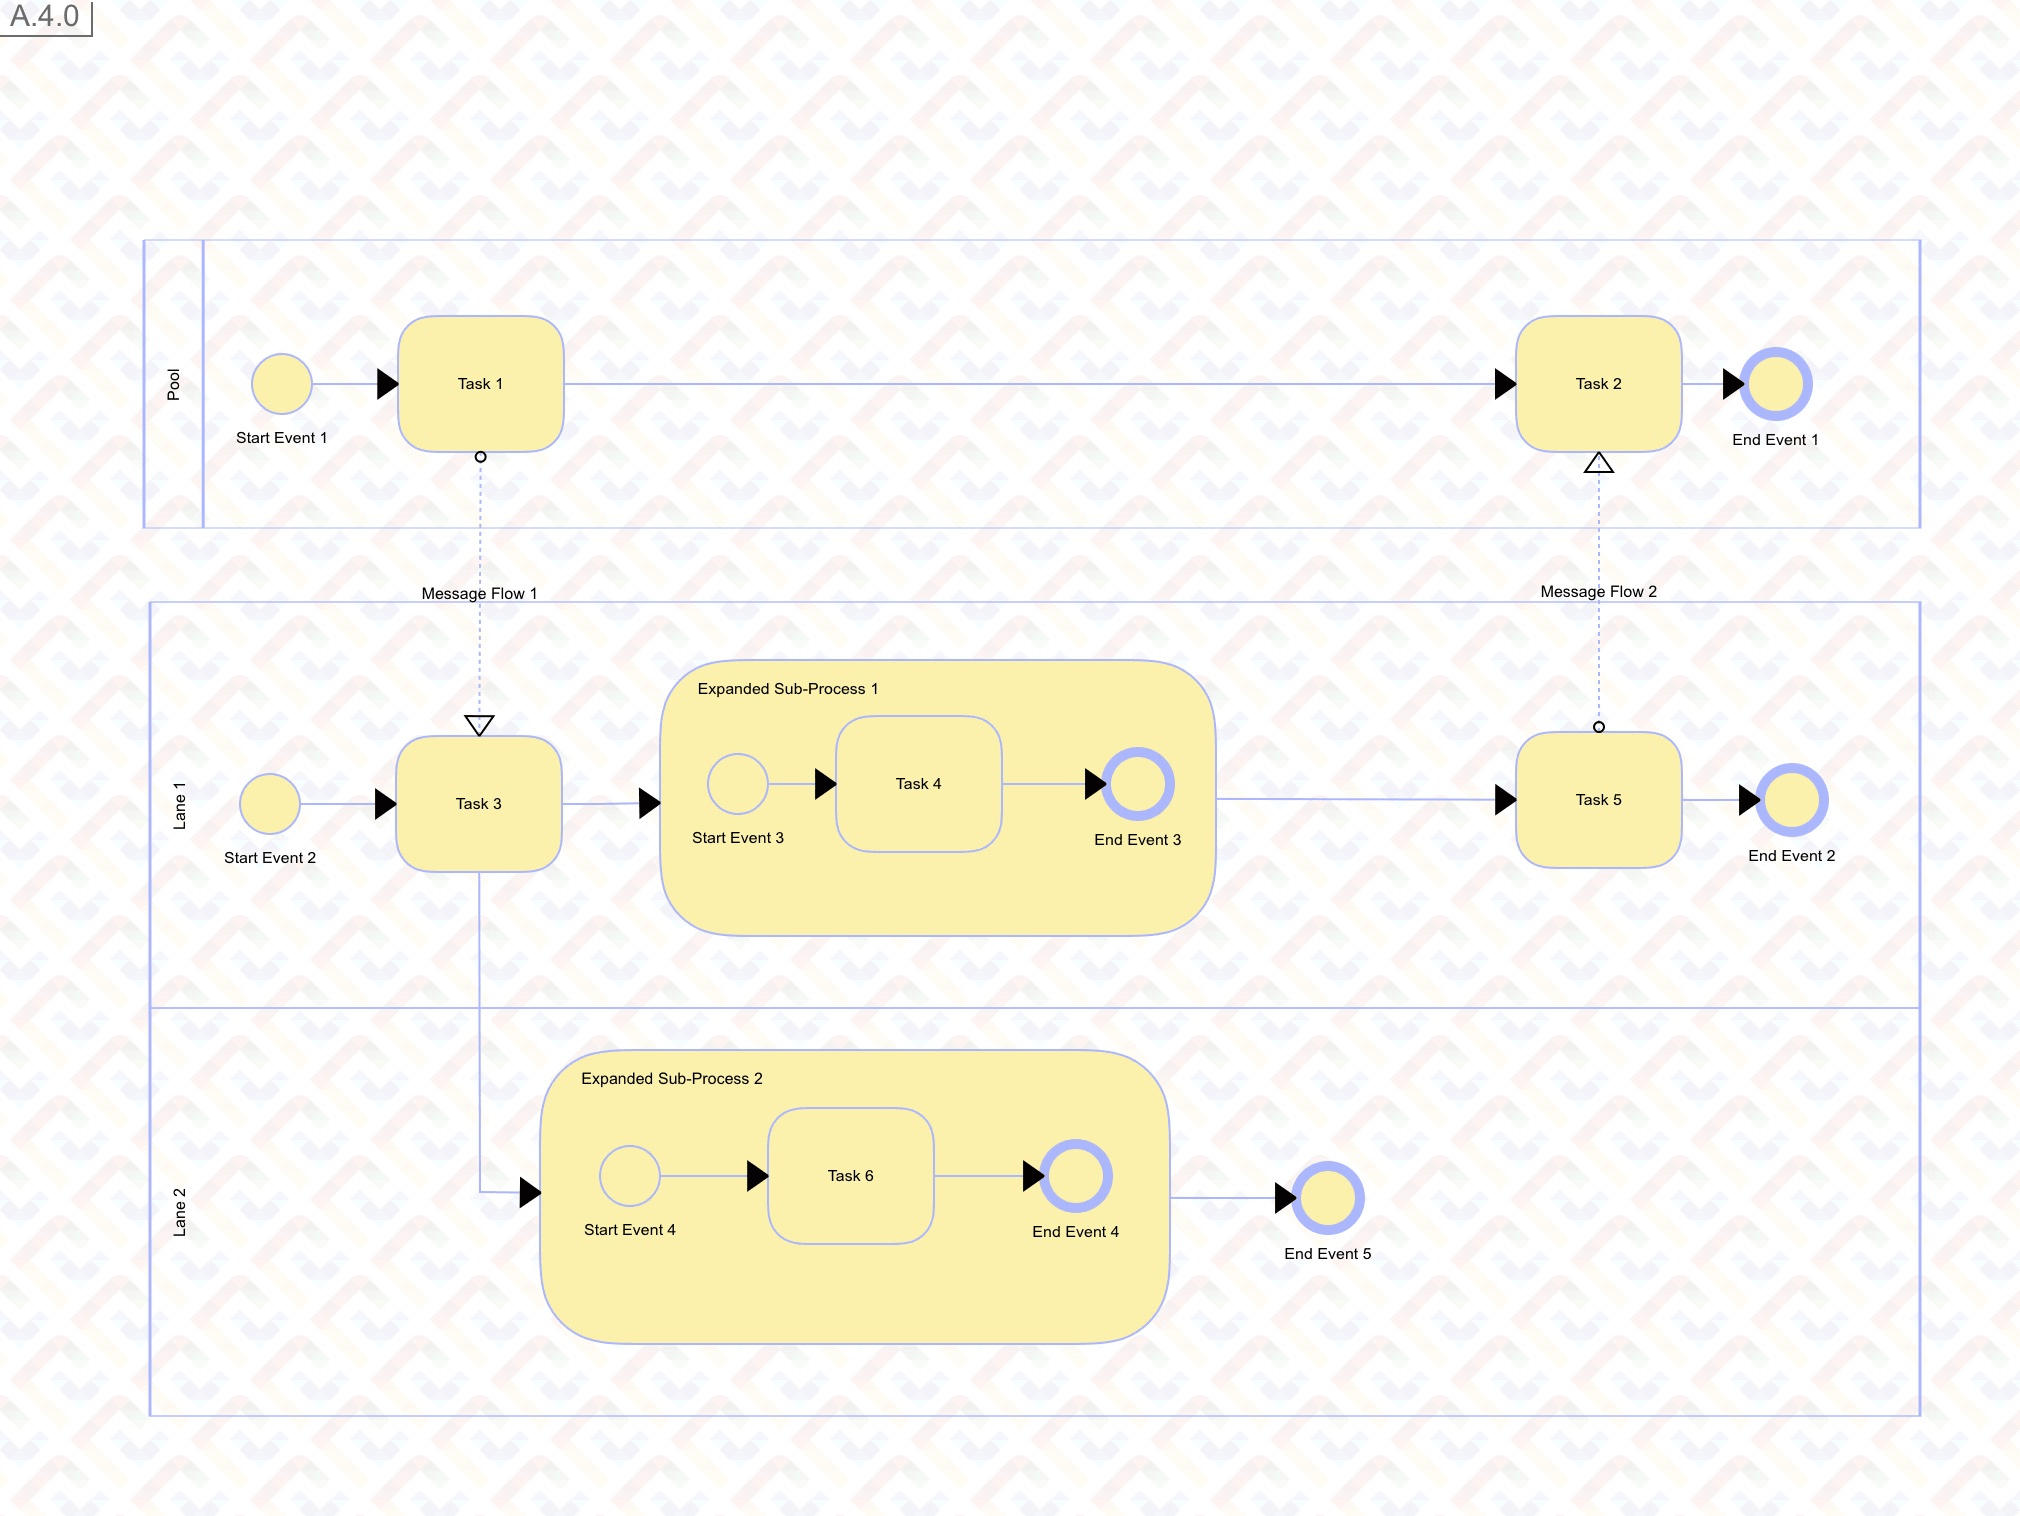 A.4.0
Pool
Start Event 1
Task 1
Task 2
End Event 1
Message Flow 1
Message Flow 2
Lane 1
Start Event 2
Task 3
Expanded Sub-Process 1
Start Event 3
Task 4
End Event 3
Task 5
End Event 2
Lane 2
Expanded Sub-Process 2
Start Event 4
Task 6
End Event 4
End Event 5